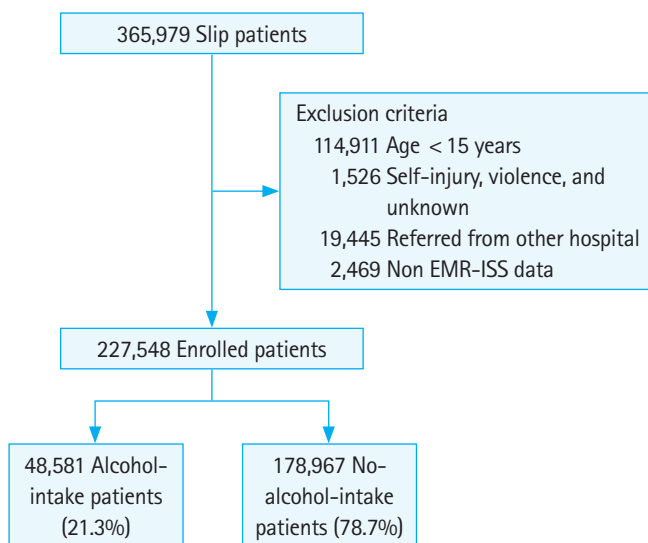 365,979 Slip patients
Exclusion criteria
114,911 Age < 15 years
1,526 Self-injury, violence, and
unknown
19,445 Referred from other hospital
2,469 Non EMR-ISS data
227,548 Enrolled patients
48,581 Alcohol-
intake patients
(21.3%)
178,967 No-
alcohol-intake
patients (78.7%)